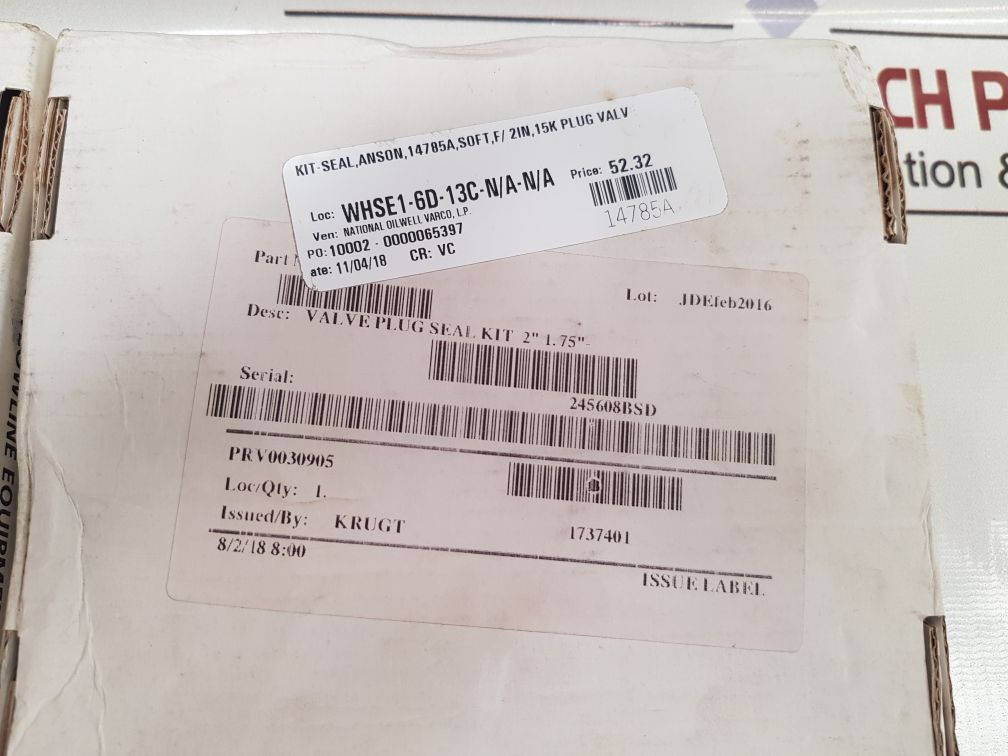 KIT-SEAL,ANSON,14785A,SOFT,F/ 2IN,15K PLUG VALV
Loc: WHSE1-6D-13C-N/A-N/A
Price: 52.32
Ven: NATIONAL OILWELL VARCO, L.P.
14785A
PO: 10002 - 0000065397
ate: 11/04/18 CR: VC
Part
Lot: JDEfeb2016
Desc: VALVE PLUG SEAL KIT 2" 1.75"-
Serial:
245608BSD
PRV0030905
Loc/Qty: 1.
Issued/By: KRUGT
1737401
8/2/18 8:00
ISSUE LABEL
CH P
tion &